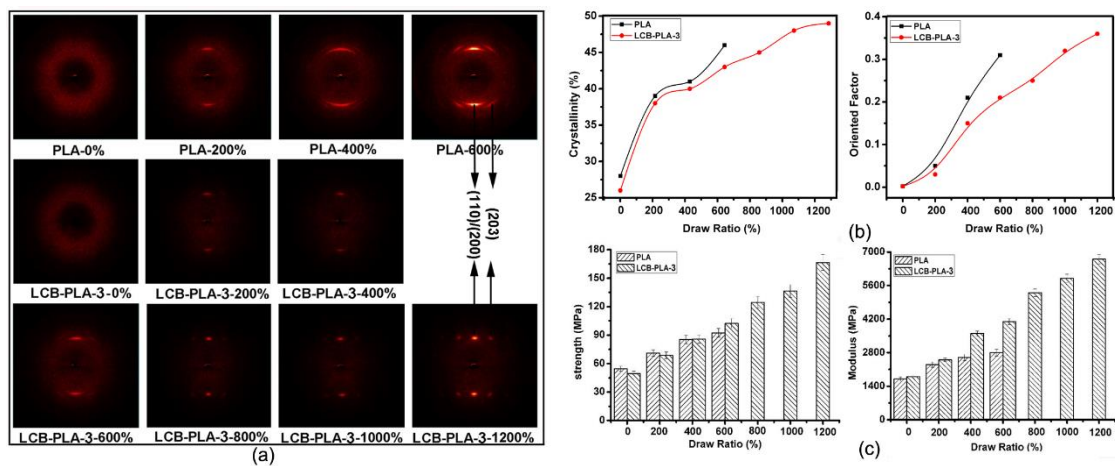 PLA-0%
PLA-200%
PLA-400%
PLA-600%
LCB-PLA-3-0%
LCB-PLA-3-200%
LCB-PLA-3-400%
(110)/(200)
(203)
LCB-PLA-3-600%
LCB-PLA-3-800%
LCB-PLA-3-1000%
LCB-PLA-3-1200%
(a)
50
45
40
35
30
25
Crystallinity (%)
PLA
LCB-PLA-3
0 200 400 600 800 1000 1200
Draw Ratio (%)
0.4
0.3
0.2
0.1
0.0
Oriented Factor
PLA
LCB-PLA-3
0 200 400 600 800 1000 1200
Draw Ratio (%)
(b)
180
150
120
90
60
30
0
strength (MPa)
PLA
LCB-PLA-3
0 200 400 600 800 1000 1200
Draw Ratio (%)
7000
5600
4200
2800
1400
0
Modulus (MPa)
PLA
LCB-PLA-3
0 200 400 600 800 1000 1200
Draw Ratio (%)
(c)